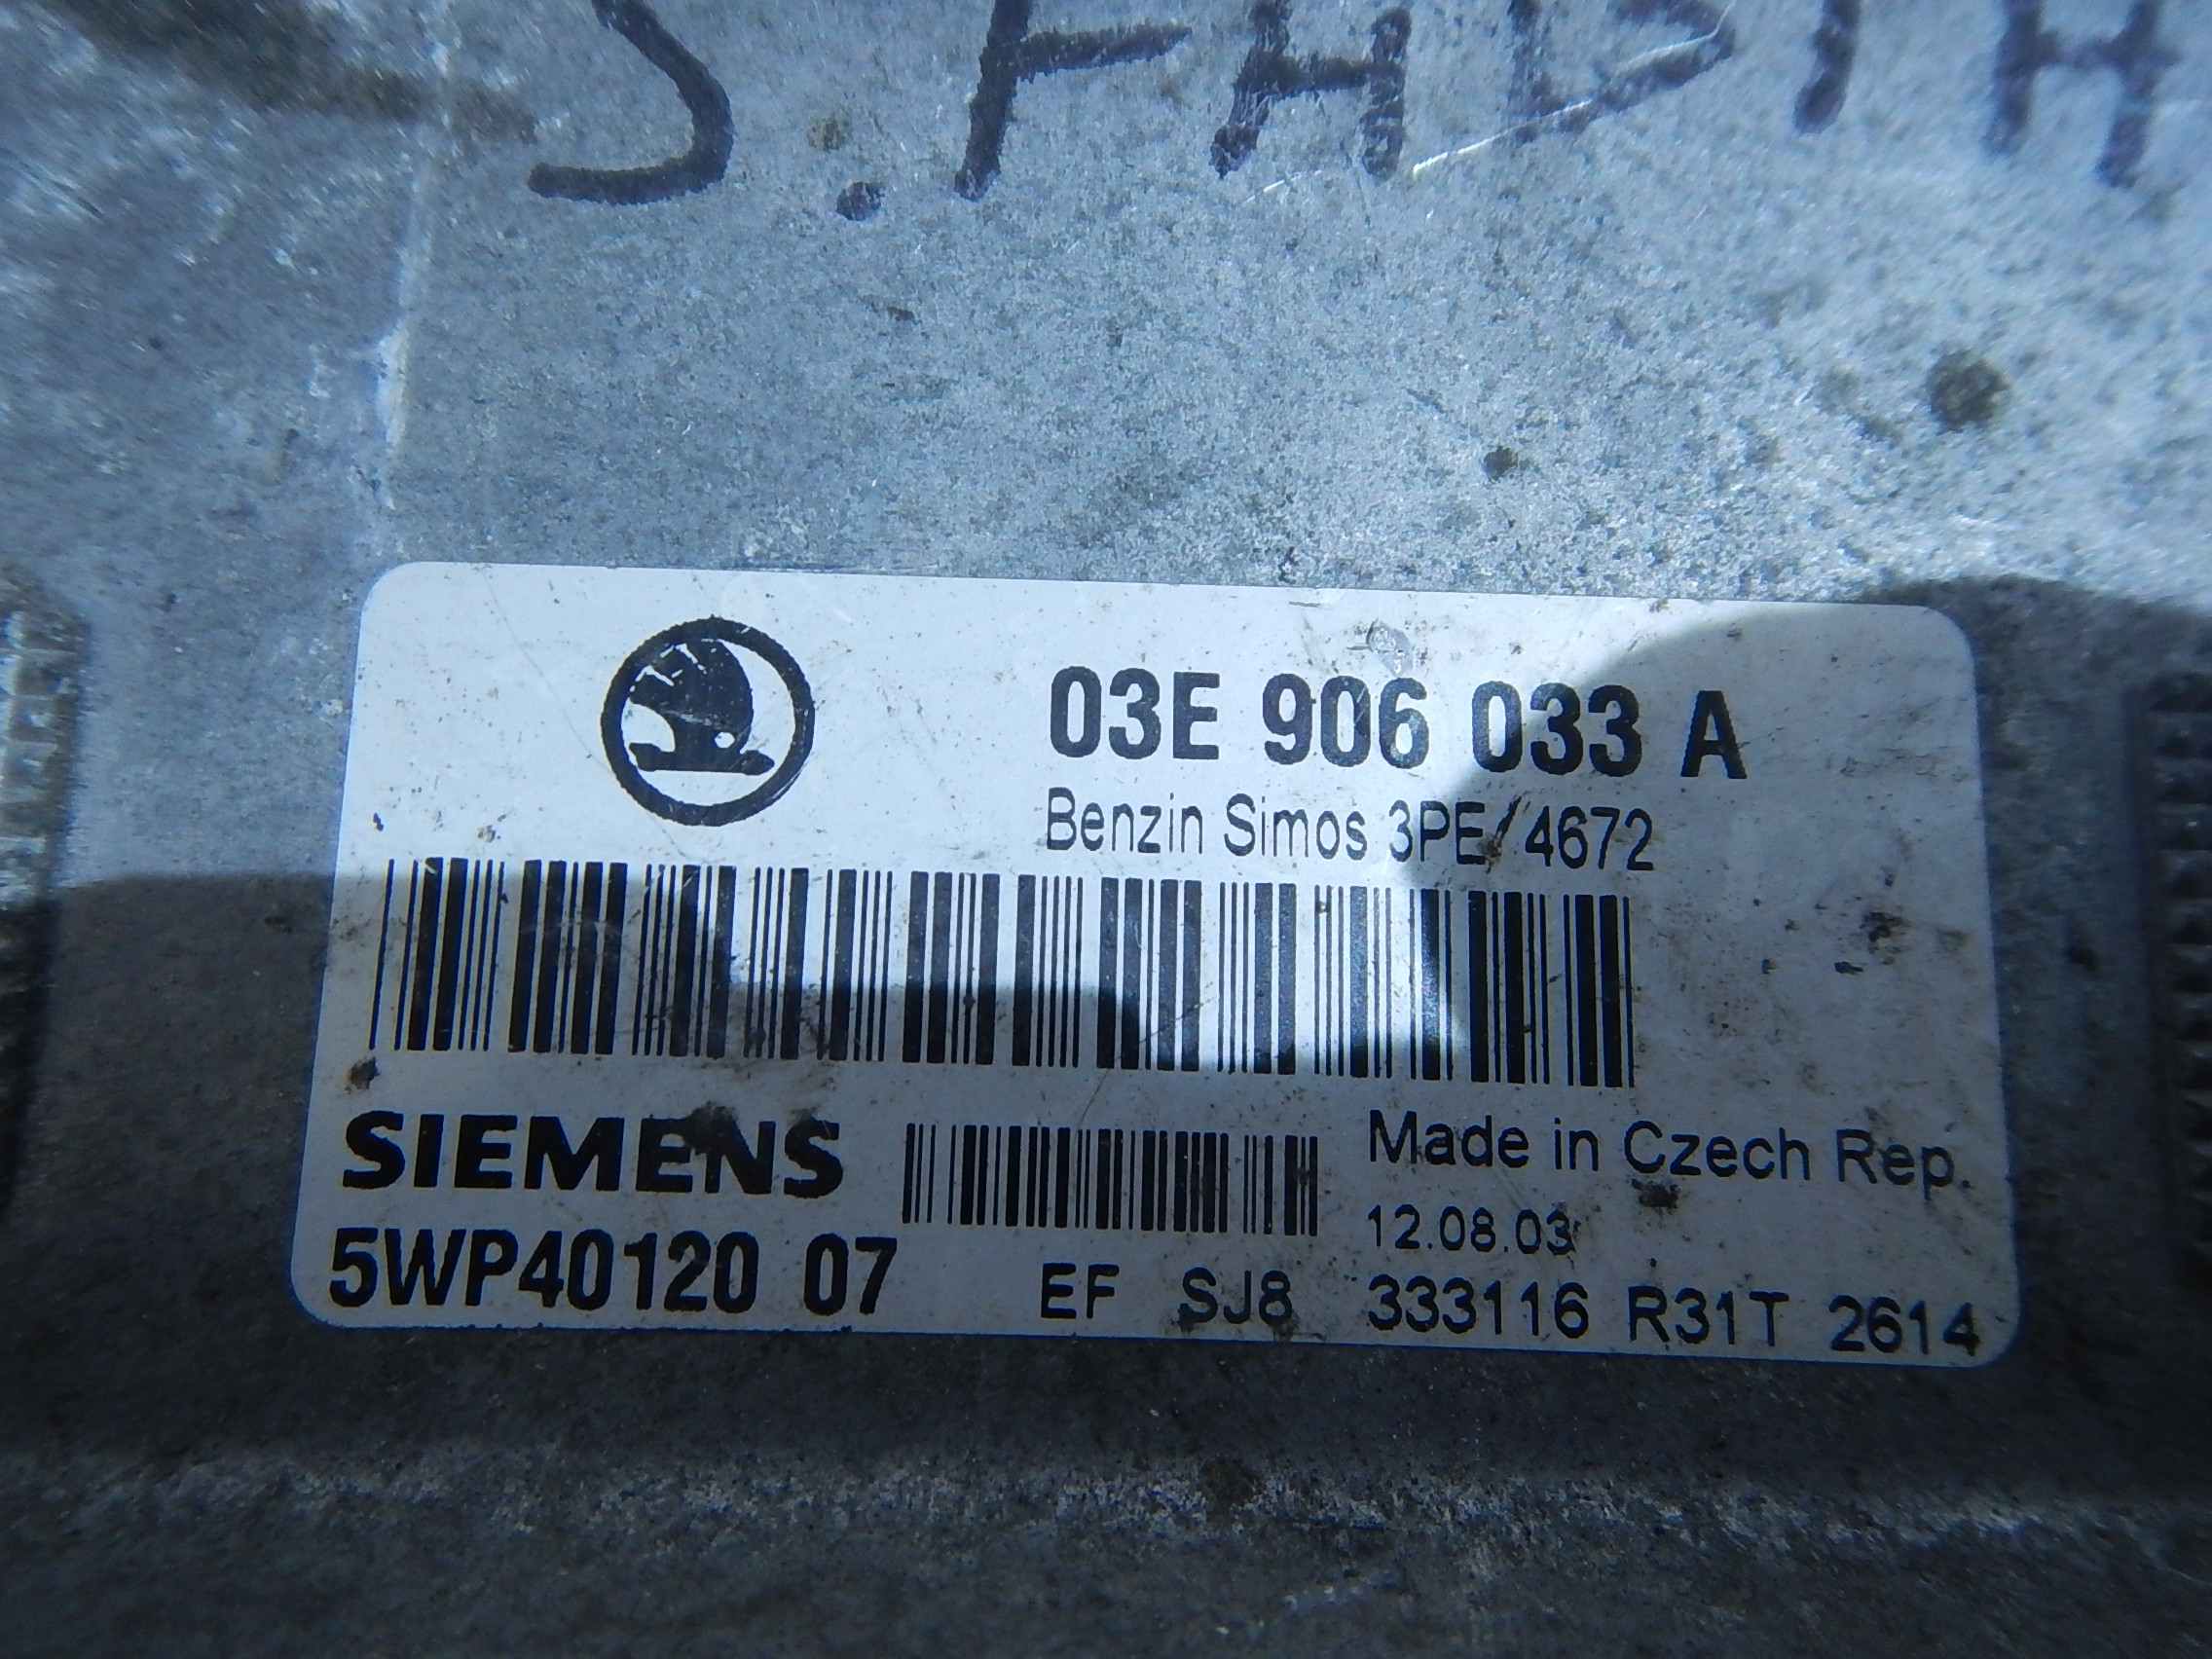 S.FABIA
03E 906 033 A
Benzin Simos 3PE/4672
SIEMENS
Made in Czech Rep.
12.08.03
5WP40120 07
EF SJ8 333116 R31T 2614